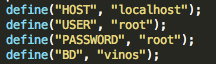 define("HOST", "localhost");
define("USER", "root");
define("PASSWORD", "root");
define("BD", "vinos");